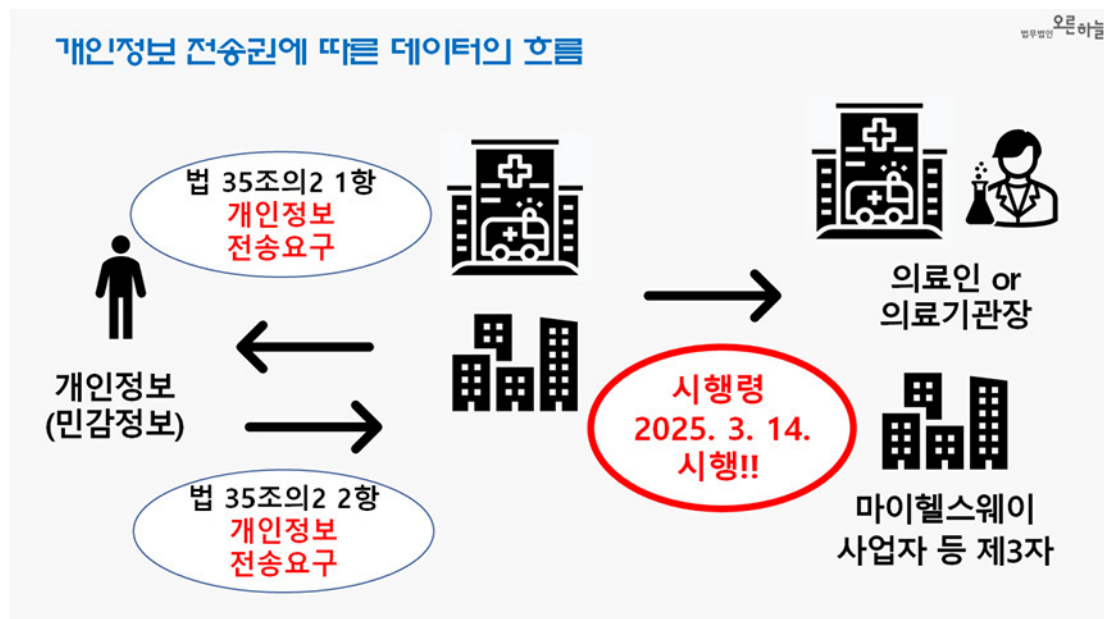 개인정보 전송권에 따른 데이터의 흐름
법무법인 오른하늘
법 35조의2 1항
개인정보
전송요구
의료인 or
의료기관장
개인정보
(민감정보)
시행령
2025. 3. 14.
시행!!
법 35조의2 2항
개인정보
전송요구
마이헬스웨이
사업자 등 제3자